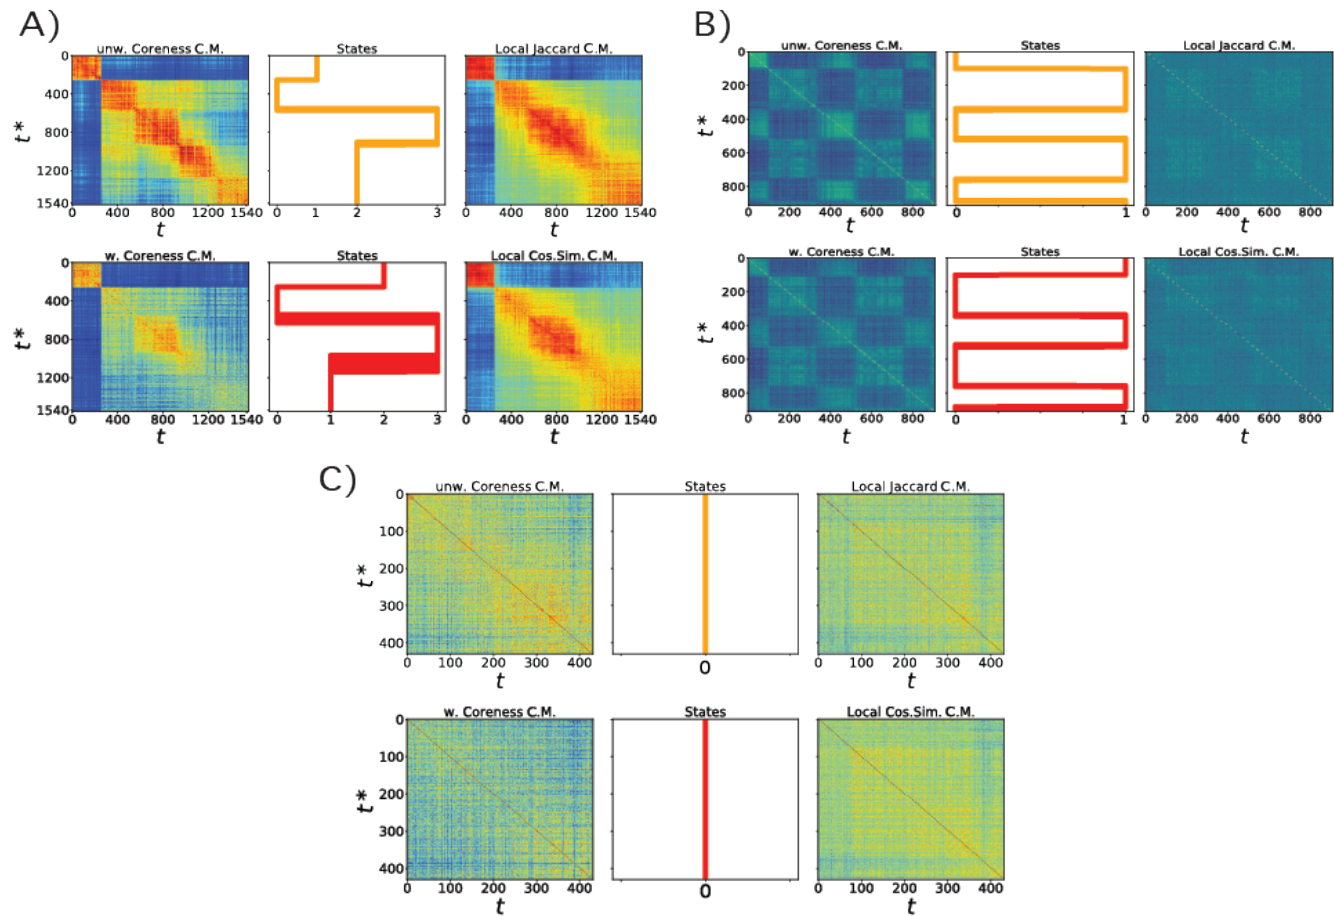 A)
unw. Coreness C.M. States Local Jaccard C.M.
0
400
800
1200
1540
t*
0 400 800 1200 1540 0 1 2 3 0 400 800 1200 1540
t t
w. Coreness C.M. States Local Cos.Sim. C.M.
0
400
800
1200
1540
t*
0 400 800 1200 1540 0 1 2 3 0 400 800 1200 1540
t t
B)
unw. Coreness C.M. States Local Jaccard C.M.
0
200
400
600
800
t*
0 200 400 600 800 0 1 0 200 400 600 800
t t
w. Coreness C.M. States Local Cos.Sim. C.M.
0
200
400
600
800
t*
0 200 400 600 800 0 1 0 200 400 600 800
t t
C)
unw. Coreness C.M. States Local Jaccard C.M.
0
100
200
300
400
t*
0 100 200 300 400 0 0 100 200 300 400
t t
w. Coreness C.M. States Local Cos.Sim. C.M.
0
100
200
300
400
t*
0 100 200 300 400 0 0 100 200 300 400
t t